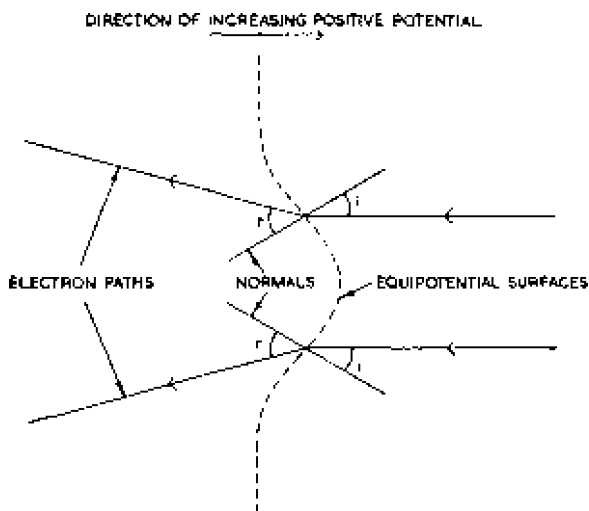 DIRECTION OF INCREASING POSITIVE POTENTIAL
i
r
ELECTRON PATHS
NORMALS
EQUIPOTENTIAL SURFACES
r
i